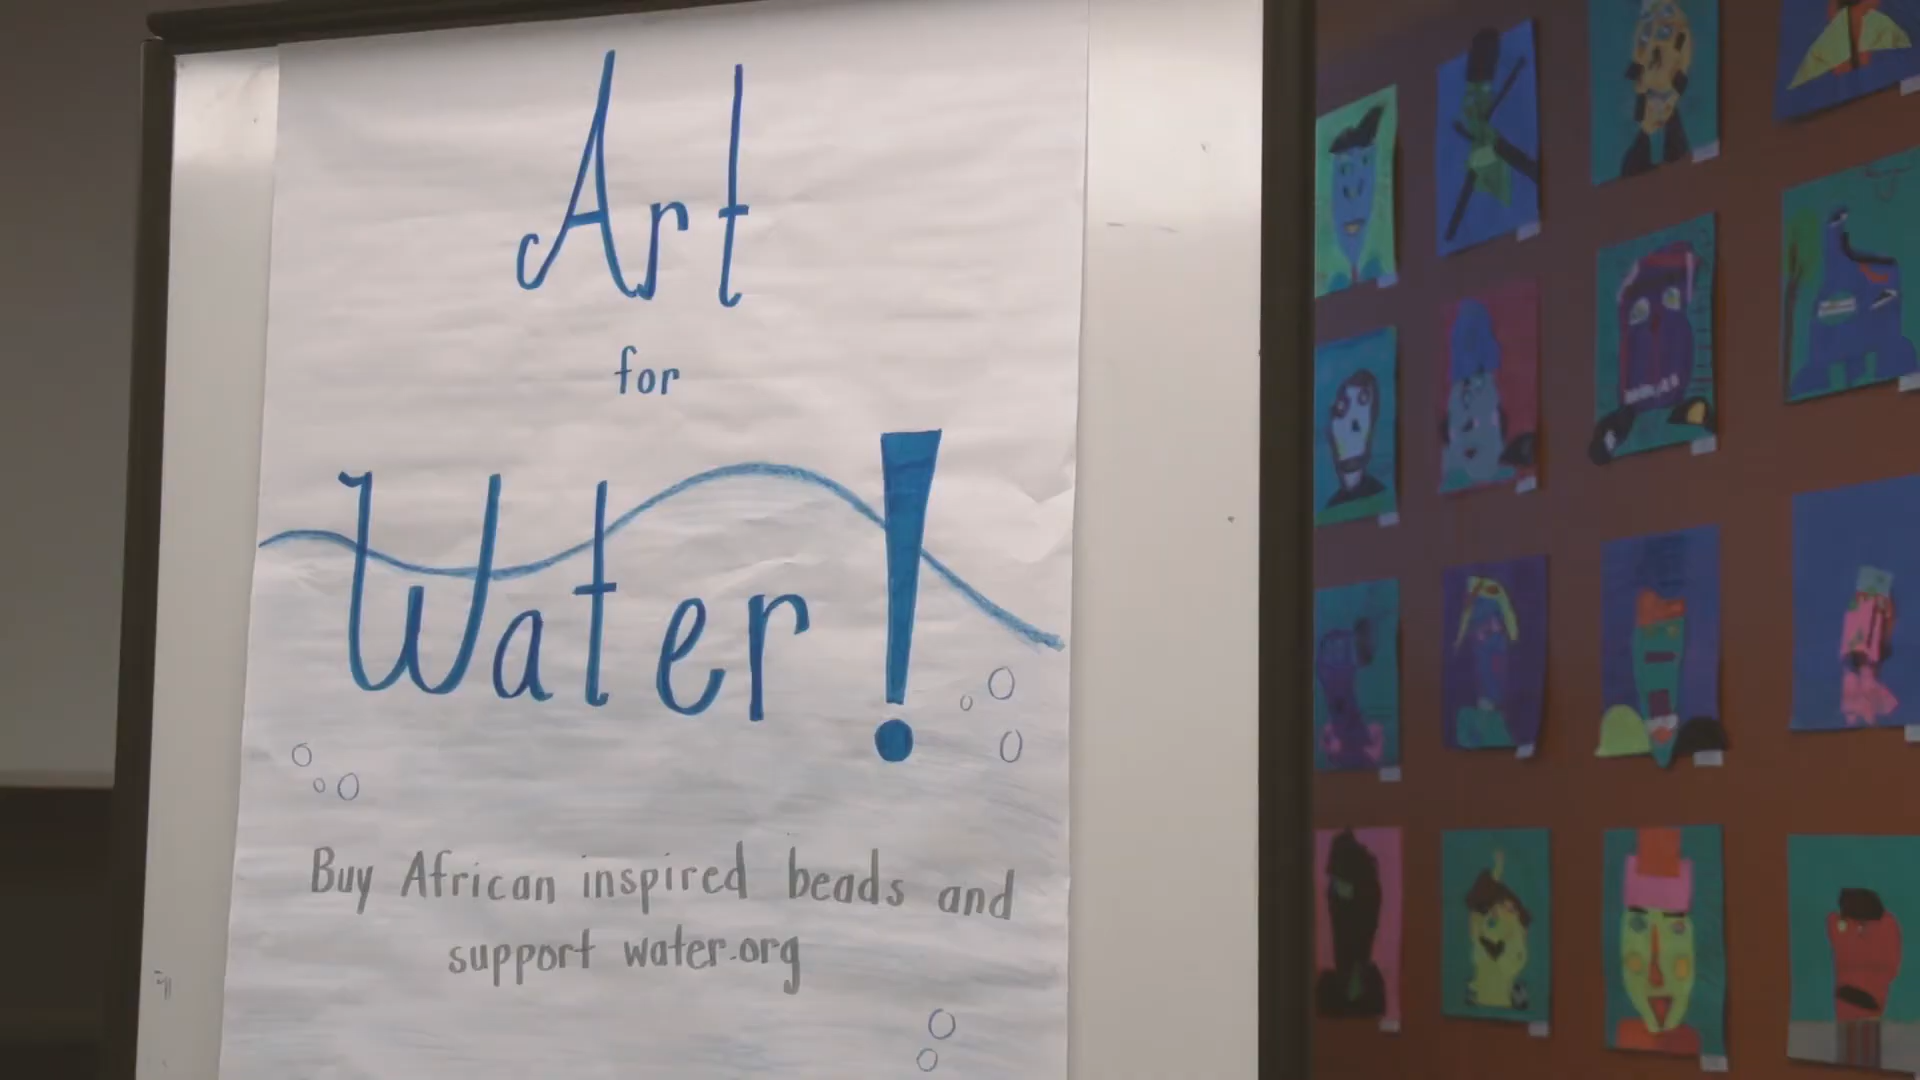 Art
for
Water!
Buy African inspired beads and
support water.org